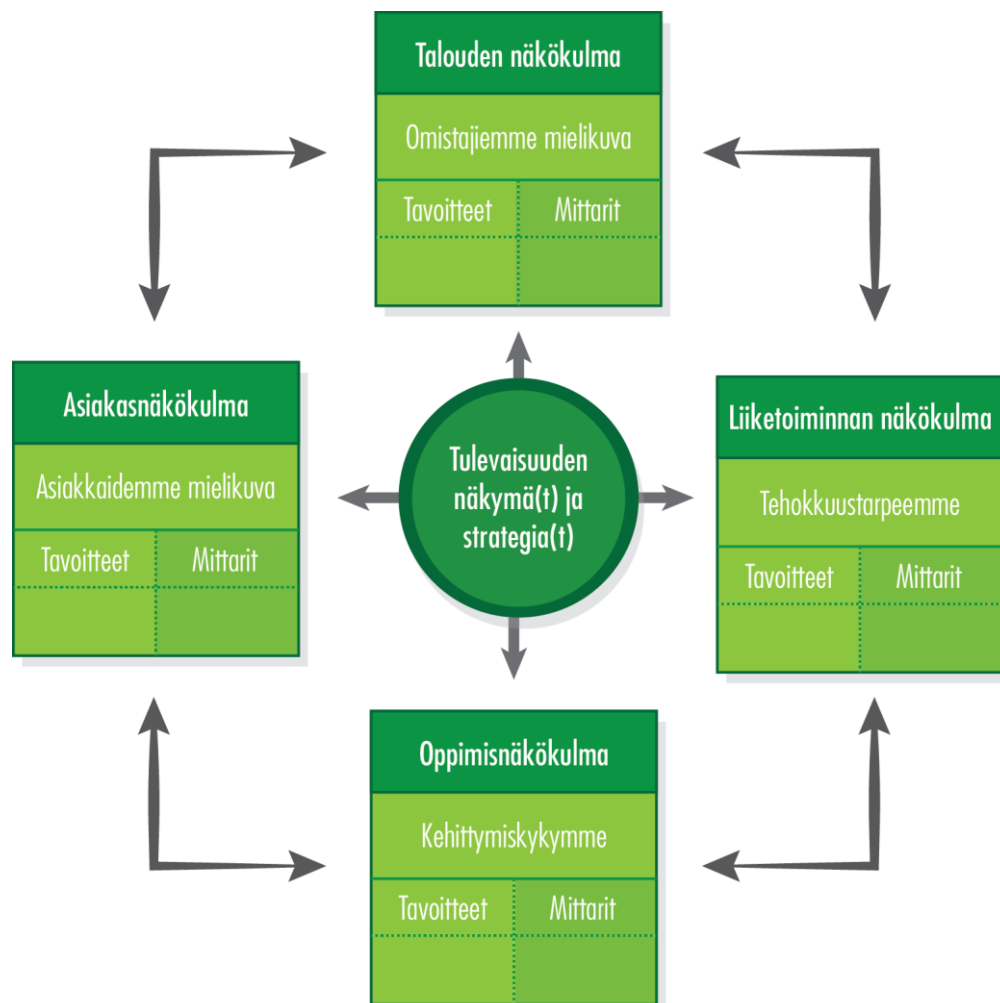 Talouden näkökulma
Omistajiemme mielikuva
Tavoitteet
Mittarit
Asiakasnäkökulma
Asiakkaidemme mielikuva
Tavoitteet
Mittarit
Tulevaisuuden
näkymä(t) ja
strategia(t)
Liiketoiminnan näkökulma
Tehokkuustarpeemme
Tavoitteet
Mittarit
Oppimisnäkökulma
Kehittymiskykymme
Tavoitteet
Mittarit